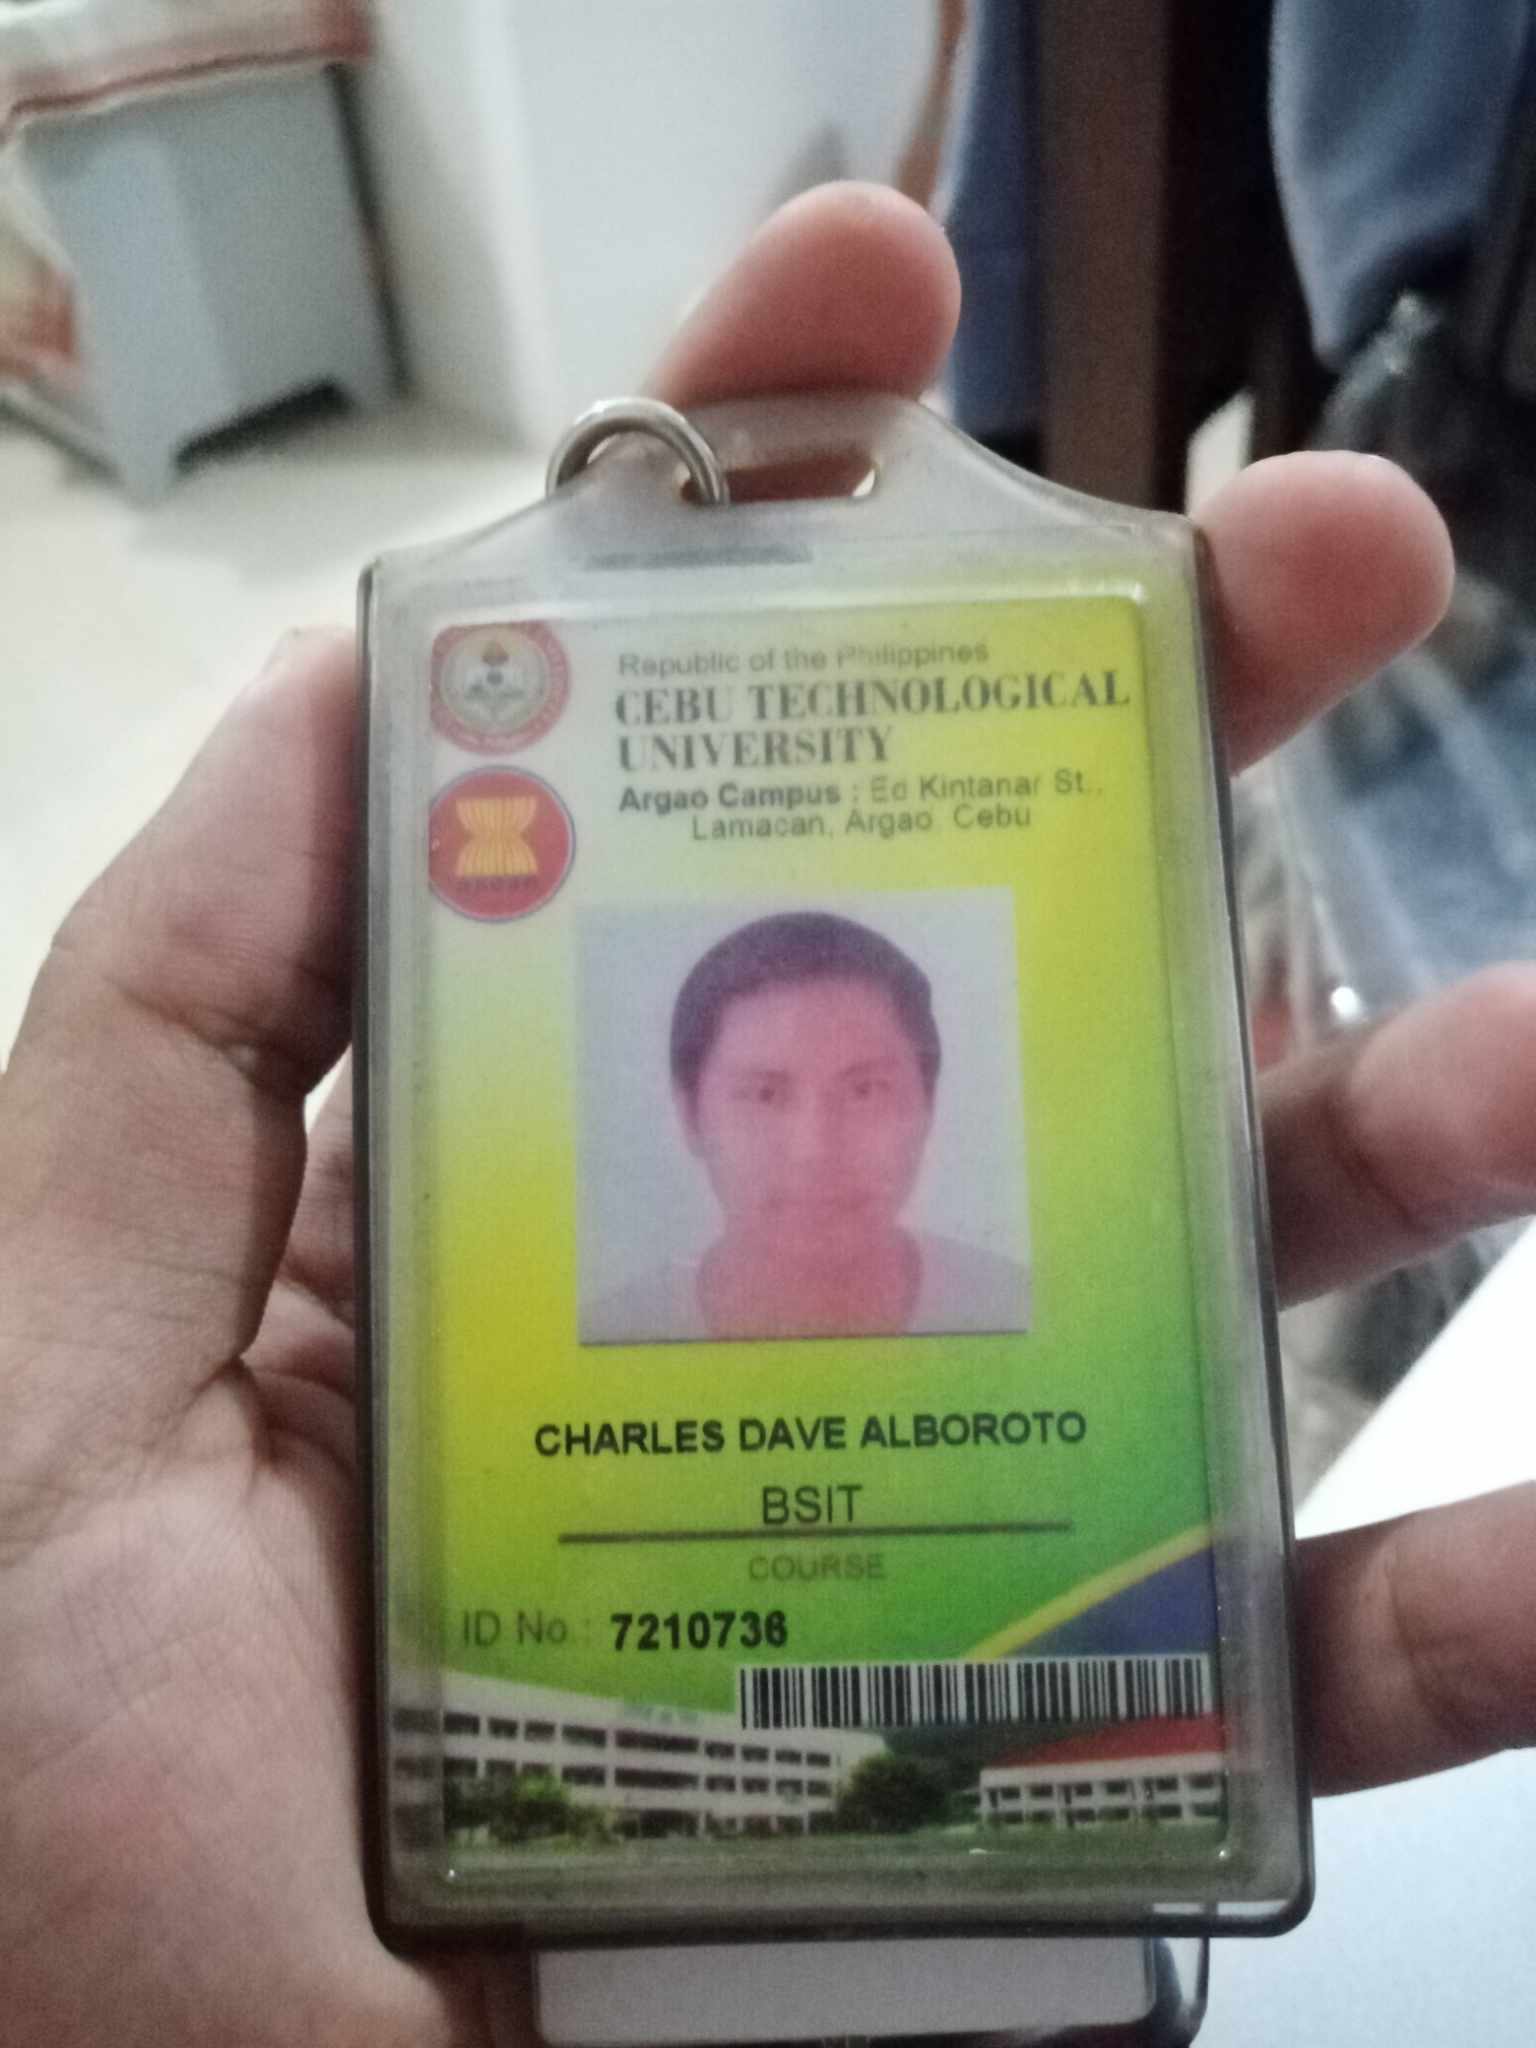 Republic of the Philippines
CEBU TECHNOLOGICAL
UNIVERSITY
Argao Campus : Ed Kintanar St.,
Lamacan, Argao, Cebu
CHARLES DAVE ALBOROTO
BSIT
COURSE
ID No.: 7210736